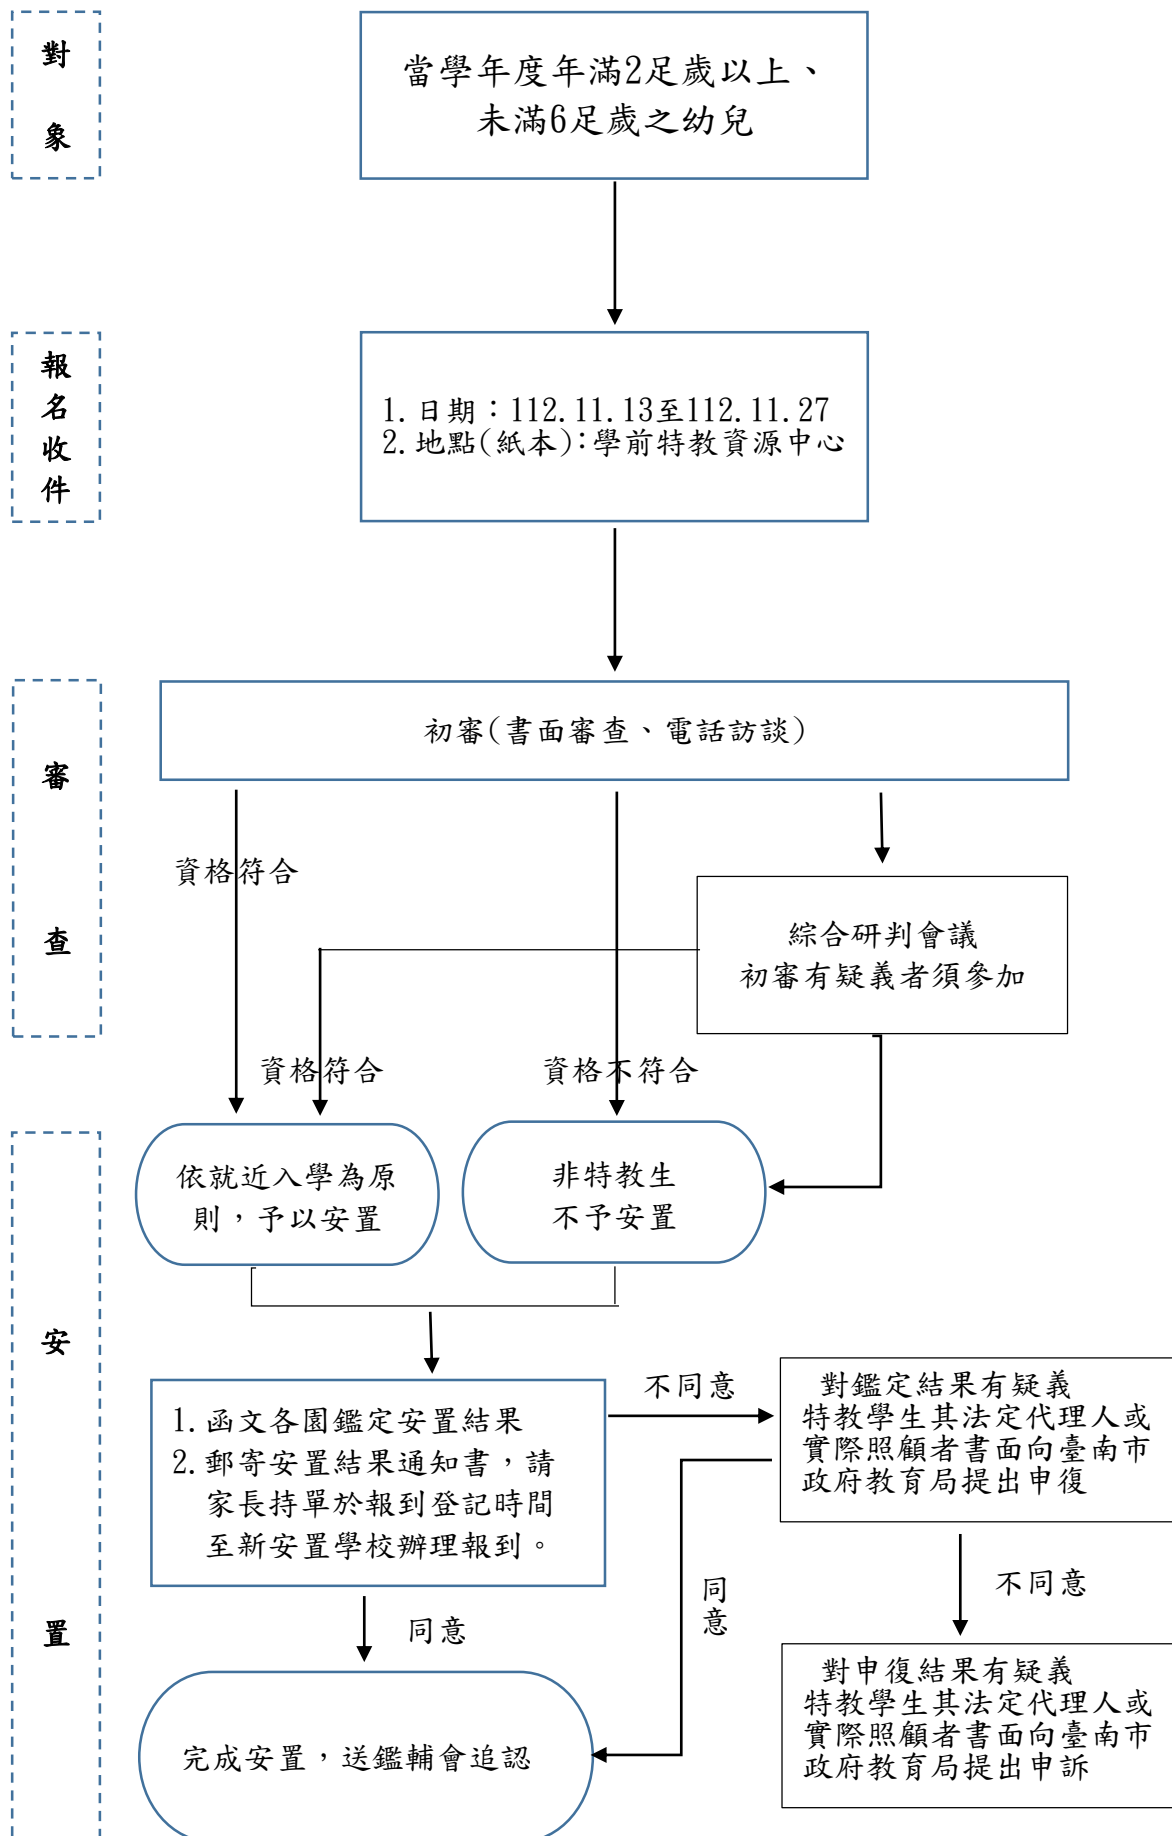 對象
當學年度年滿2足歲以上、
未滿6足歲之幼兒
報名收件
1.日期：112.11.13至112.11.27
2.地點(紙本):學前特教資源中心
審查
初審(書面審查、電話訪談)
資格符合
綜合研判會議
初審有疑義者須參加
資格符合
資格不符合
依就近入學為原
則，予以安置
非特教生
不予安置
安置
1.函文各園鑑定安置結果
2.郵寄安置結果通知書，請
家長持單於報到登記時間
至新安置學校辦理報到。
不同意
對鑑定結果有疑義
特教學生其法定代理人或
實際照顧者書面向臺南市
政府教育局提出申復
同意
同意
不同意
對申復結果有疑義
特教學生其法定代理人或
實際照顧者書面向臺南市
政府教育局提出申訴
完成安置，送鑑輔會追認